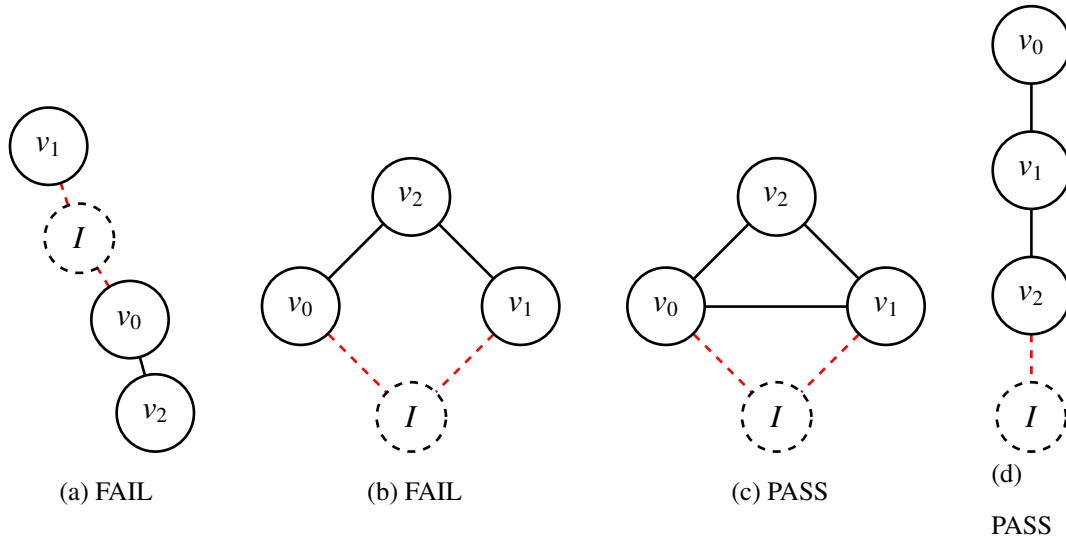 v₁
I
v₀
v₂
(a) FAIL
v₂
v₀
v₁
I
(b) FAIL
v₂
v₀
v₁
I
(c) PASS
v₀
v₁
v₂
I
(d)
PASS